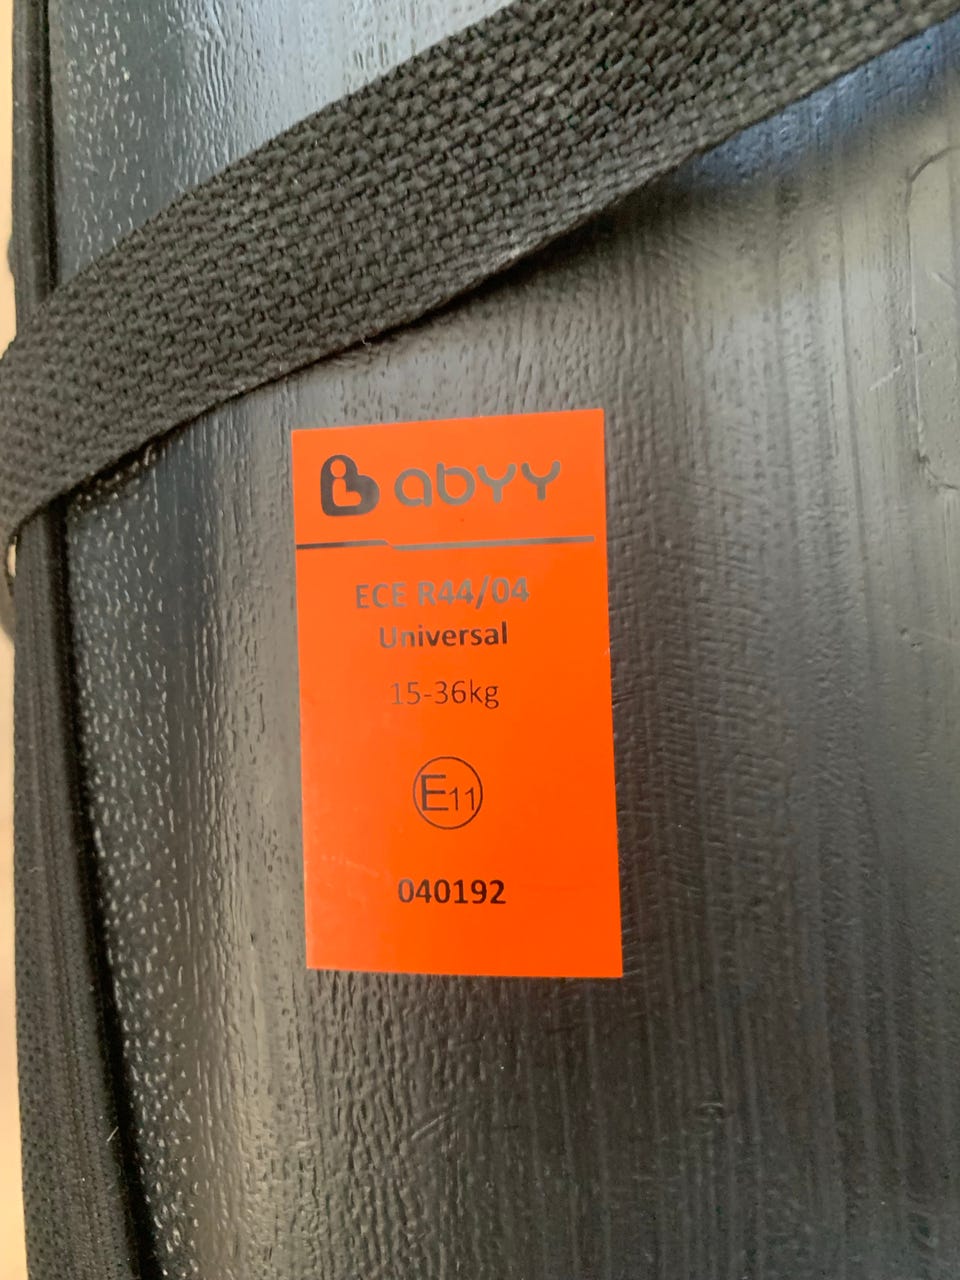 Babyy
ECE R44/04
Universal
15-36kg
E11
040192